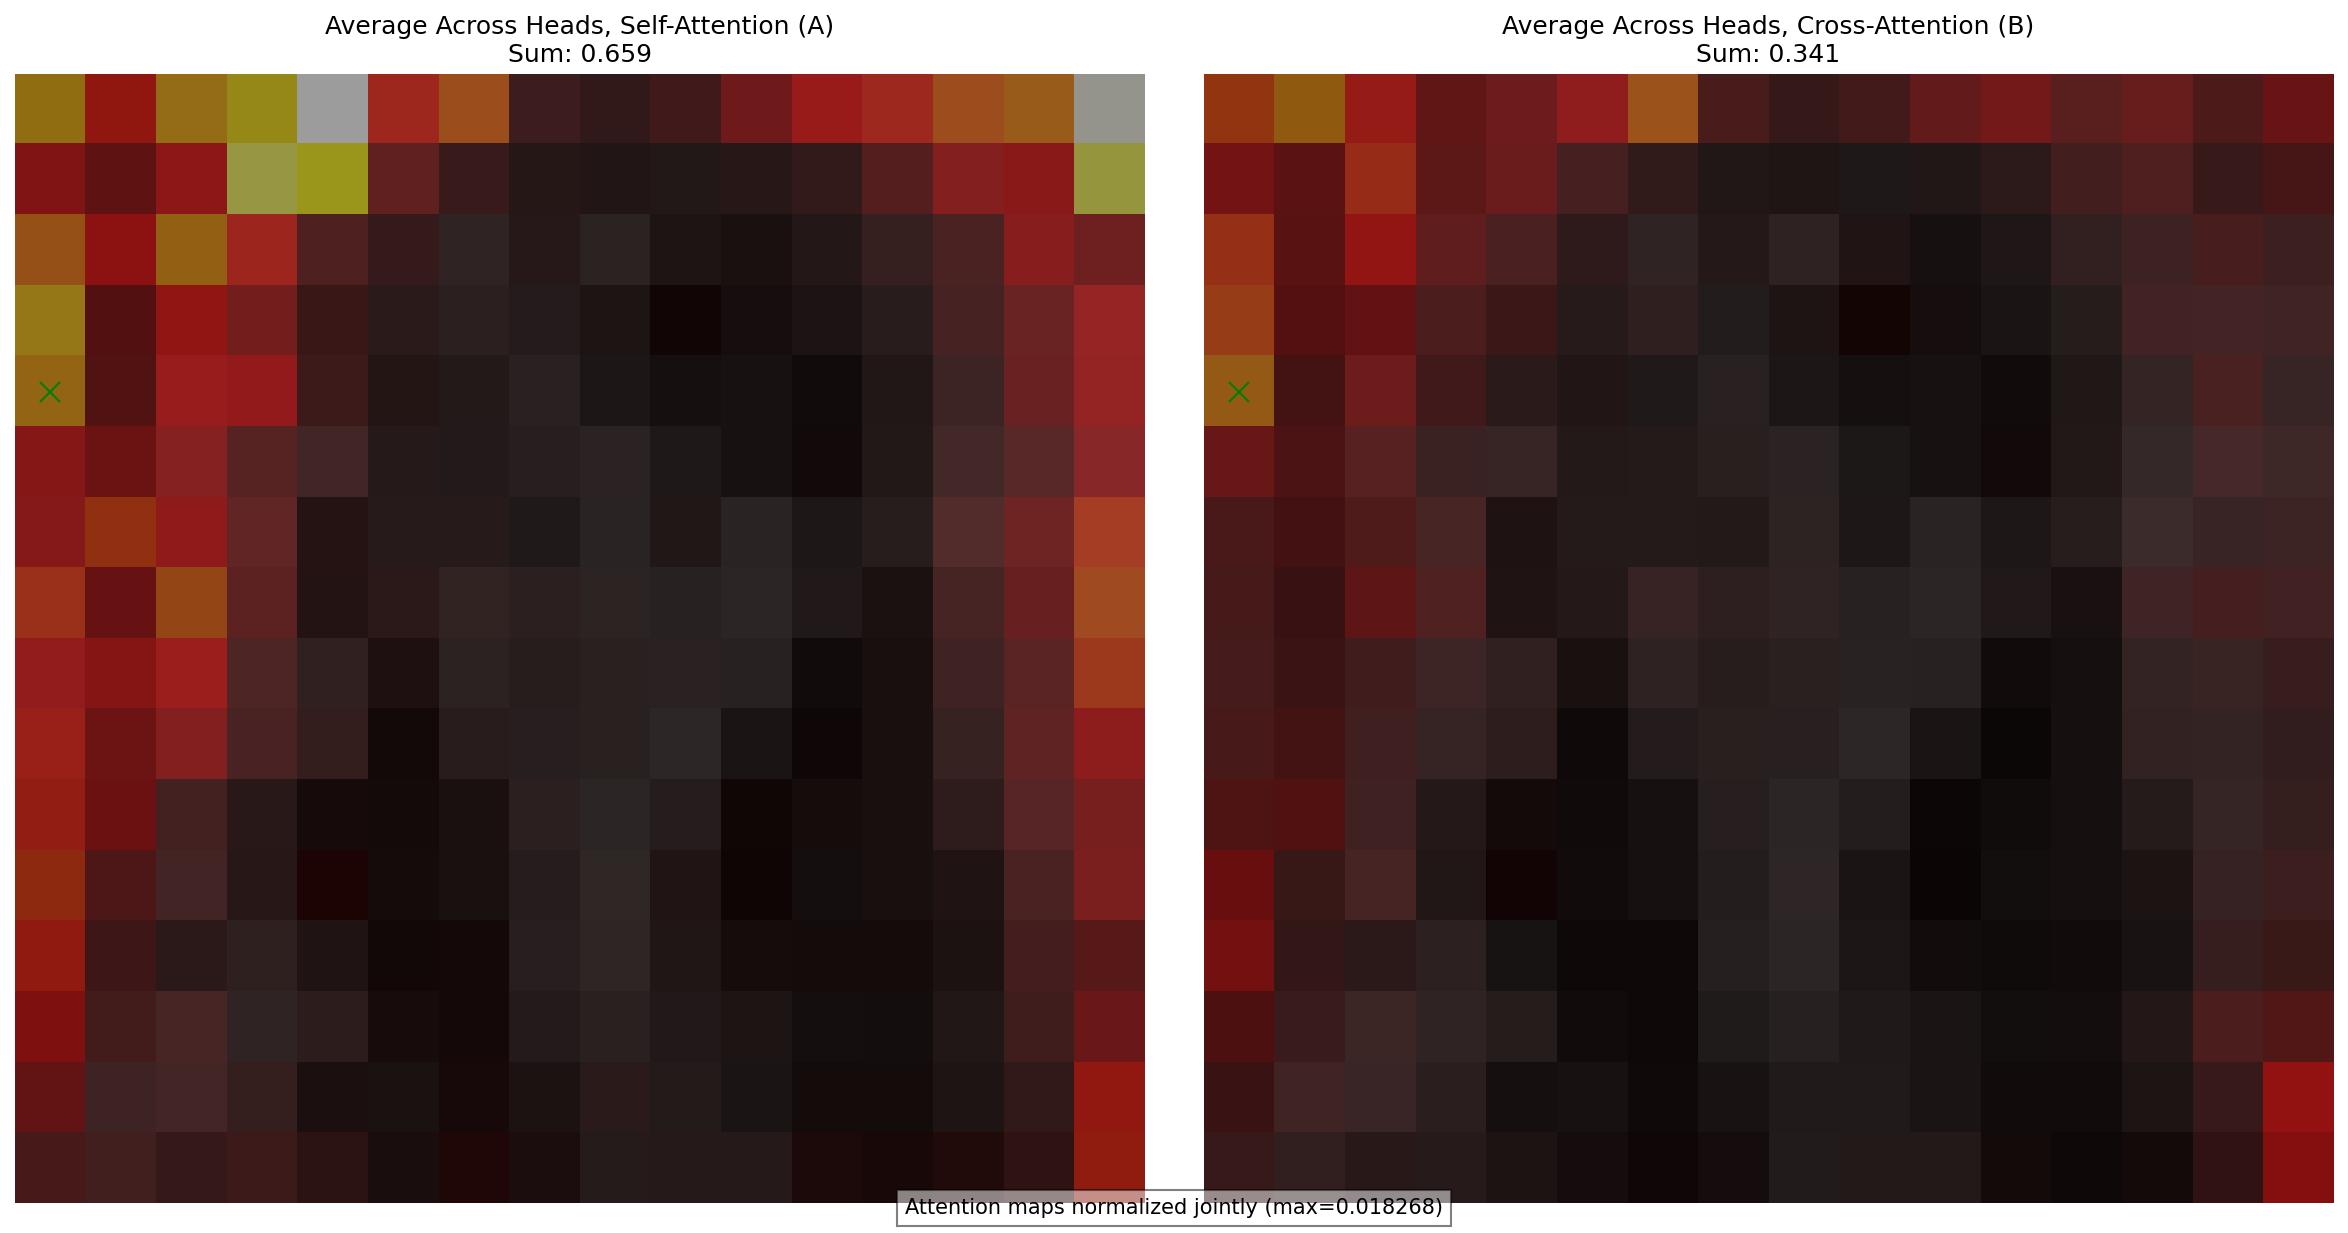 Average Across Heads, Self-Attention (A)
Sum: 0.659
Average Across Heads, Cross-Attention (B)
Sum: 0.341
Attention maps normalized jointly (max=0.018268)